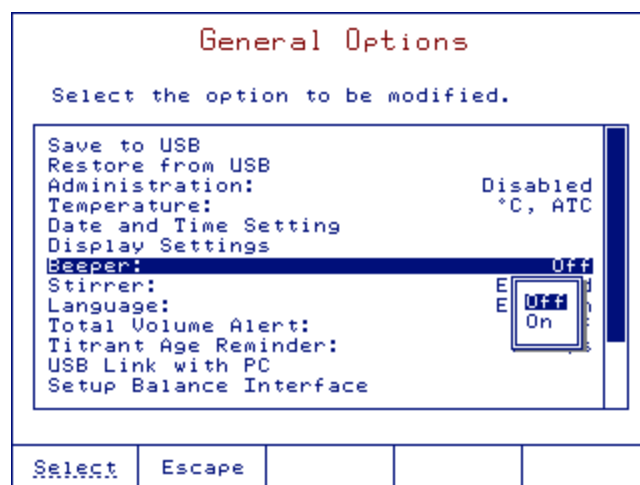 General Options
Select the option to be modified.
Save to USB
Restore from USB
Administration: Disabled
Temperature: °C, ATC
Date and Time Setting
Display Settings
Beeper: Off
Stirrer:
Language:
Total Volume Alert:
Titrant Age Reminder:
USB Link with PC
Setup Balance Interface
Off
On
Select Escape